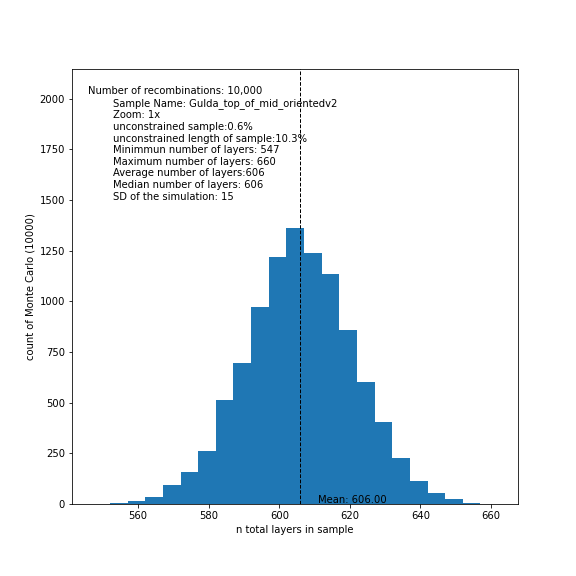 Number of recombinations: 10,000
Sample Name: Gulda_top_of_mid_orientedv2
Zoom: 1x
unconstrained sample:0.6%
unconstrained length of sample:10.3%
Minimmun number of layers: 547
Maximum number of layers: 660
Average number of layers:606
Median number of layers: 606
SD of the simulation: 15
2000
1750
1500
1250
1000
750
500
250
0
count of Monte Carlo (10000)
Mean: 606.00
560 580 600 620 640 660
n total layers in sample